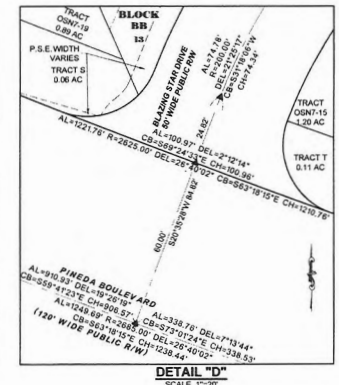 TRACT
OSN7-19
0.89 AC
BLOCK
BB
13
P.S.E. WIDTH
VARIES
TRACT S
0.06 AC
BLAZING STAR DRIVE
50' WIDE PUBLIC R/W
AL=74.78'
R=200.00'
DEL=21°25'17"
CB=S31°18'06"W
CH=74.34'
24.82'
TRACT
OSN7-15
1.20 AC
TRACT T
0.11 AC
AL=100.97' DEL=2°12'14"
CB=S69°24'33"E CH=100.96'
AL=1221.76' R=2625.00' DEL=26°40'02" CB=S63°18'15"E CH=1210.76'
60.00'
S20°35'28"W 84.82'
PINEDA BOULEVARD
(120' WIDE PUBLIC R/W)
AL=910.93' DEL=19°26'19"
CB=S59°41'23"E CH=906.57'
AL=338.76' DEL=7°13'44"
CB=S73°01'24"E CH=338.53'
AL=1249.69' R=2685.00' DEL=26°40'02"
CB=S63°18'15"E CH=1238.44'
DETAIL "D"
SCALE 1"=20'